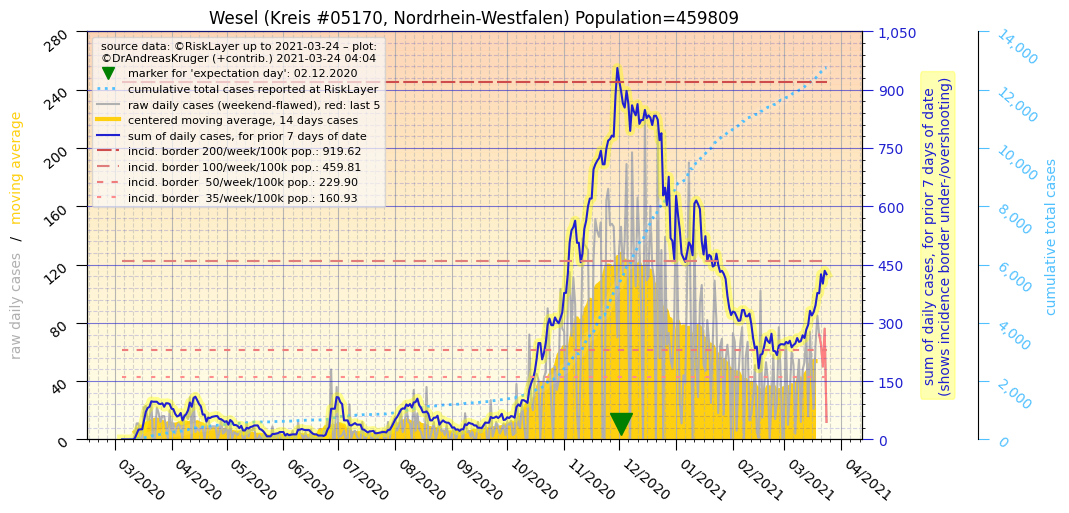 Wesel (Kreis #05170, Nordrhein-Westfalen) Population=459809
source data: ©RiskLayer up to 2021-03-24 – plot:
©DrAndreasKruger (+contrib.) 2021-03-24 04:04
marker for 'expectation day': 02.12.2020
cumulative total cases reported at RiskLayer
raw daily cases (weekend-flawed), red: last 5
centered moving average, 14 days cases
sum of daily cases, for prior 7 days of date
incid. border 200/week/100k pop.: 919.62
incid. border 100/week/100k pop.: 459.81
incid. border  50/week/100k pop.: 229.90
incid. border  35/week/100k pop.: 160.93
raw daily cases / moving average
280
240
200
160
120
80
40
0
1,050
900
750
600
450
300
150
0
sum of daily cases, for prior 7 days of date
(shows incidence border under-/overshooting)
14,000
12,000
10,000
8,000
6,000
4,000
2,000
0
cumulative total cases
03/2020
04/2020
05/2020
06/2020
07/2020
08/2020
09/2020
10/2020
11/2020
12/2020
01/2021
02/2021
03/2021
04/2021